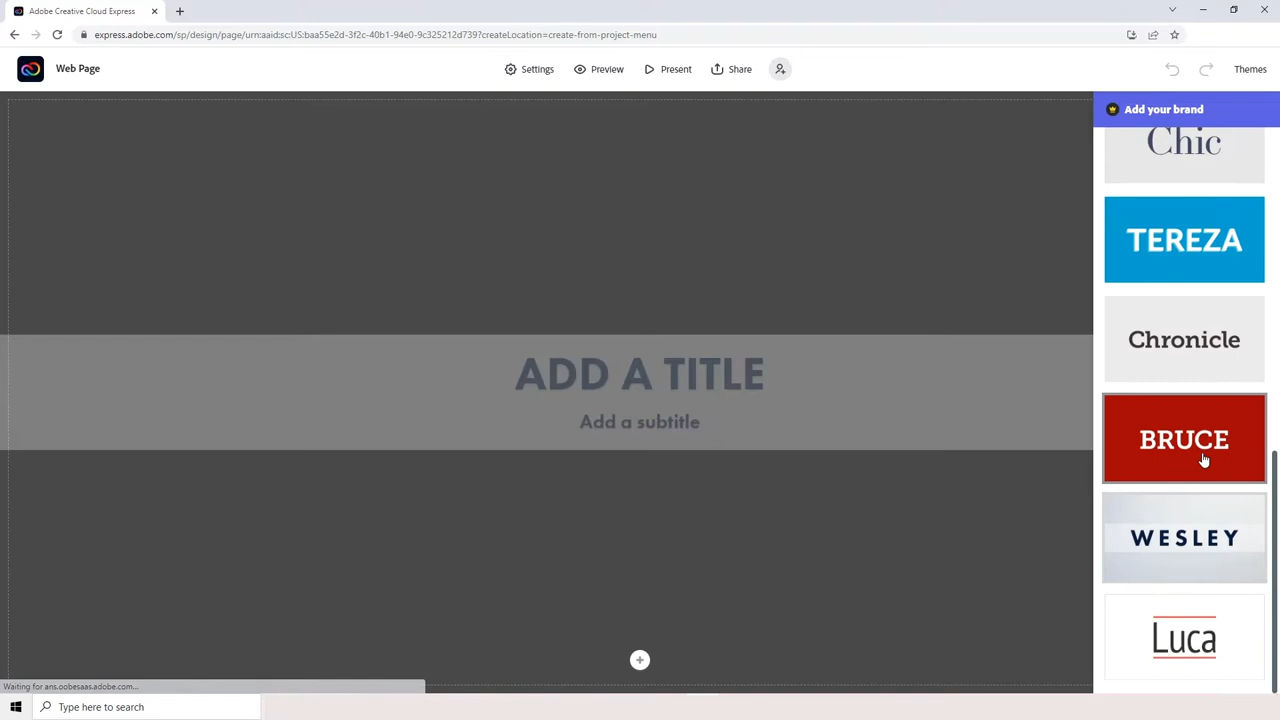 Adobe Creative Cloud Express
express.adobe.com/sp/design/page/urn:aaid:sc:US:baa55e2d-3f2c-40b1-94e0-9c325212d739?createLocation=create-from-project-menu
Web Page
Settings
Preview
Present
Share
Themes
Add your brand
Chic
TEREZA
Chronicle
ADD A TITLE
Add a subtitle
BRUCE
WESLEY
Luca
Waiting for ans.oobesaas.adobe.com...
Type here to search